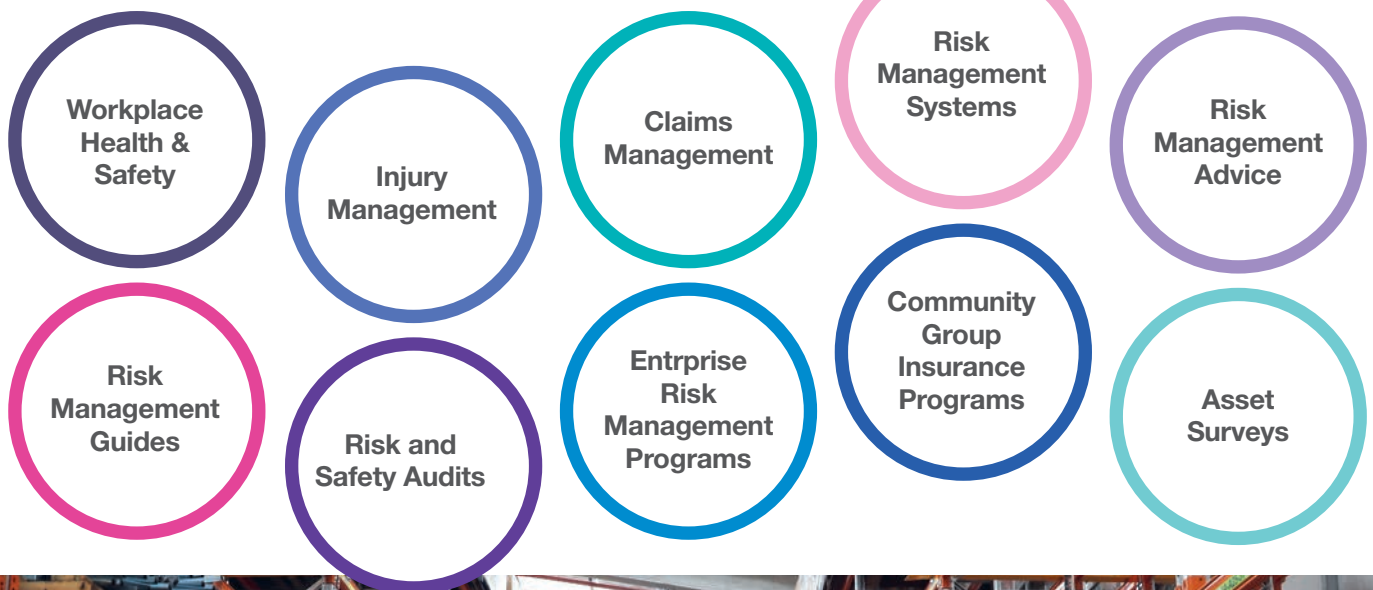 Workplace
Health &
Safety
Injury
Management
Claims
Management
Risk
Management
Systems
Risk
Management
Advice
Risk
Management
Guides
Risk and
Safety Audits
Entrprise
Risk
Management
Programs
Community
Group
Insurance
Programs
Asset
Surveys